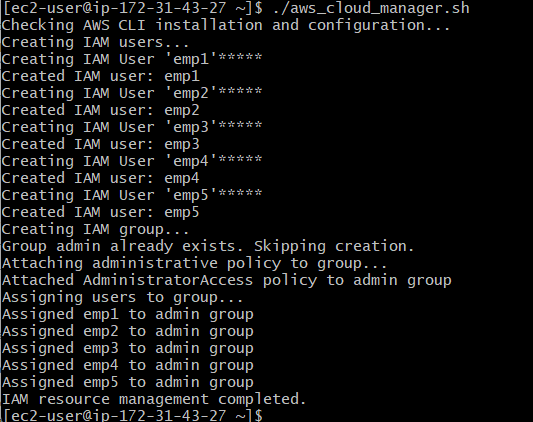 [ec2-user@ip-172-31-43-27 ~]$ ./aws_cloud_manager.sh
Checking AWS CLI installation and configuration...
Creating IAM users...
Creating IAM User 'emp1'*****
Created IAM user: emp1
Creating IAM User 'emp2'*****
Created IAM user: emp2
Creating IAM User 'emp3'*****
Created IAM user: emp3
Creating IAM User 'emp4'*****
Created IAM user: emp4
Creating IAM User 'emp5'*****
Created IAM user: emp5
Creating IAM group...
Group admin already exists. Skipping creation.
Attaching administrative policy to group...
Attached AdministratorAccess policy to admin group
Assigning users to group...
Assigned emp1 to admin group
Assigned emp2 to admin group
Assigned emp3 to admin group
Assigned emp4 to admin group
Assigned emp5 to admin group
IAM resource management completed.
[ec2-user@ip-172-31-43-27 ~]$